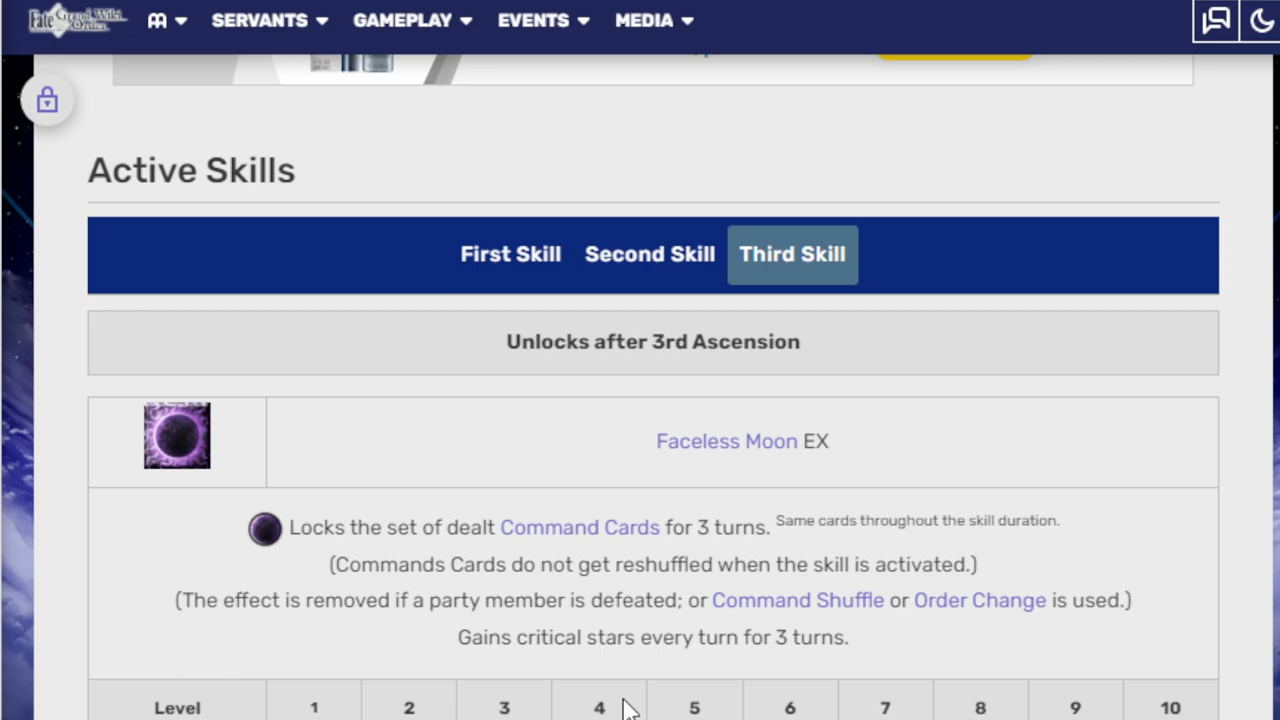 Fate Grand Order Wiki
SERVANTS GAMEPLAY EVENTS MEDIA
Active Skills
First Skill Second Skill Third Skill
Unlocks after 3rd Ascension
Faceless Moon EX
Locks the set of dealt Command Cards for 3 turns. Same cards throughout the skill duration.
(Commands Cards do not get reshuffled when the skill is activated.)
(The effect is removed if a party member is defeated; or Command Shuffle or Order Change is used.)
Gains critical stars every turn for 3 turns.
Level 1 2 3 4 5 6 7 8 9 10